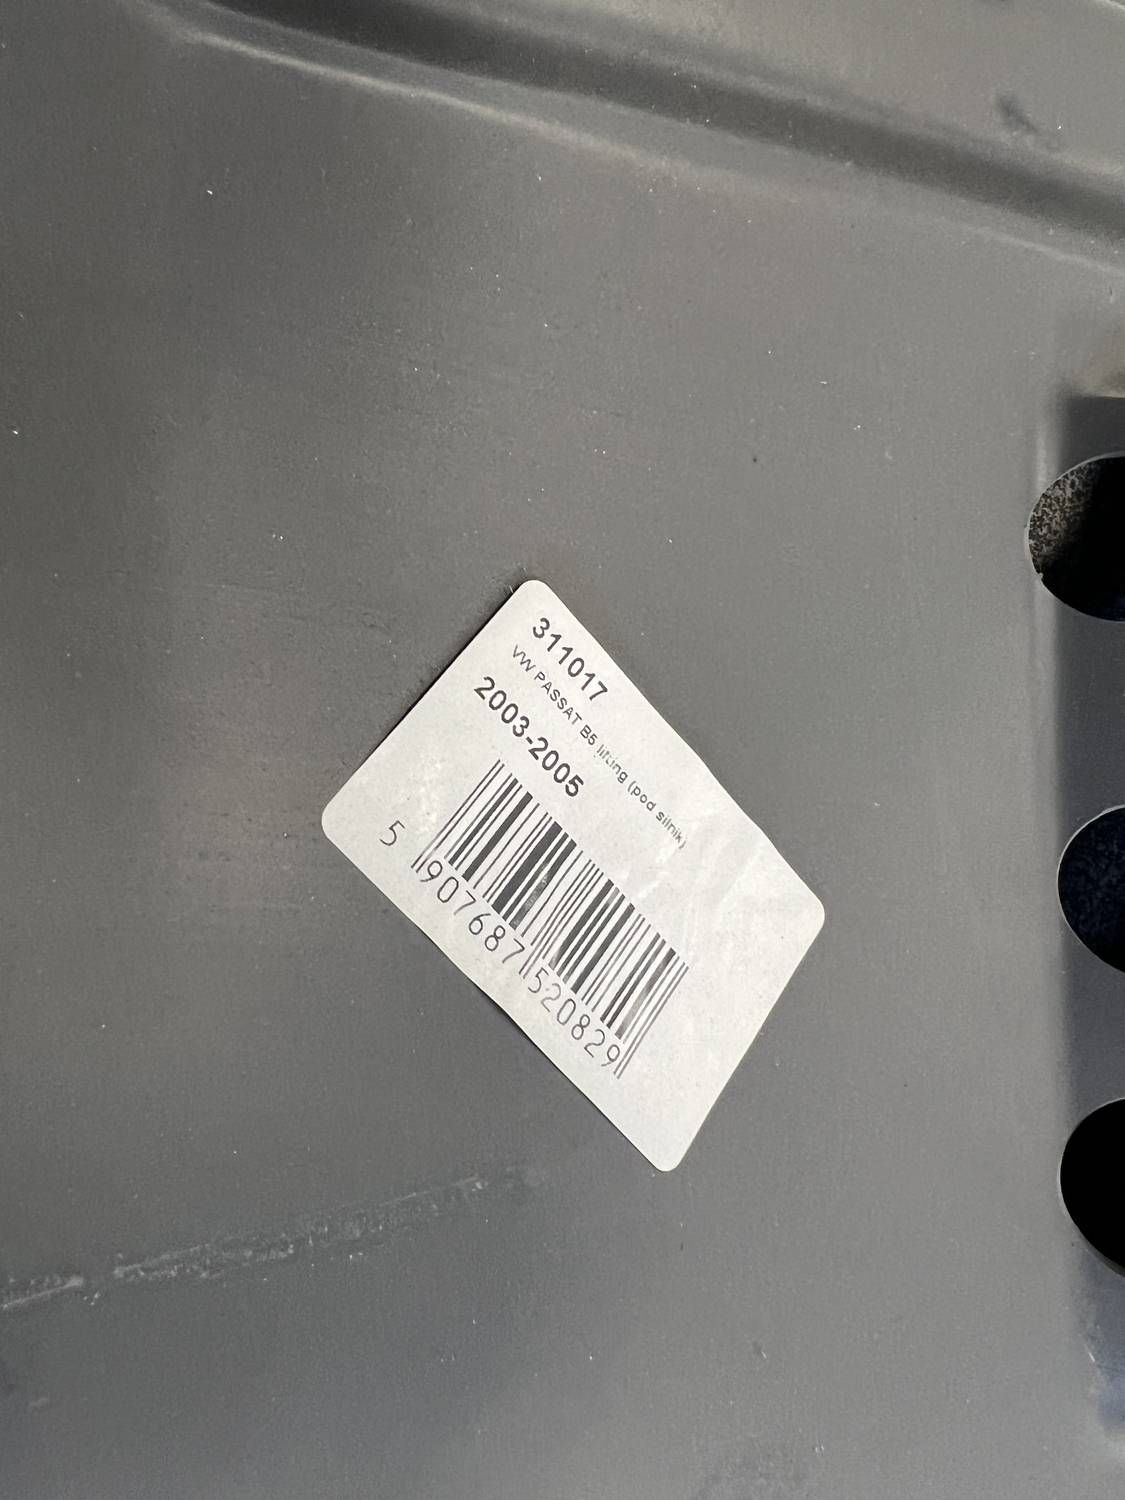 311017
VW PASSAT B5 lifting (pod silnik)
2003-2005
5 907687 520829